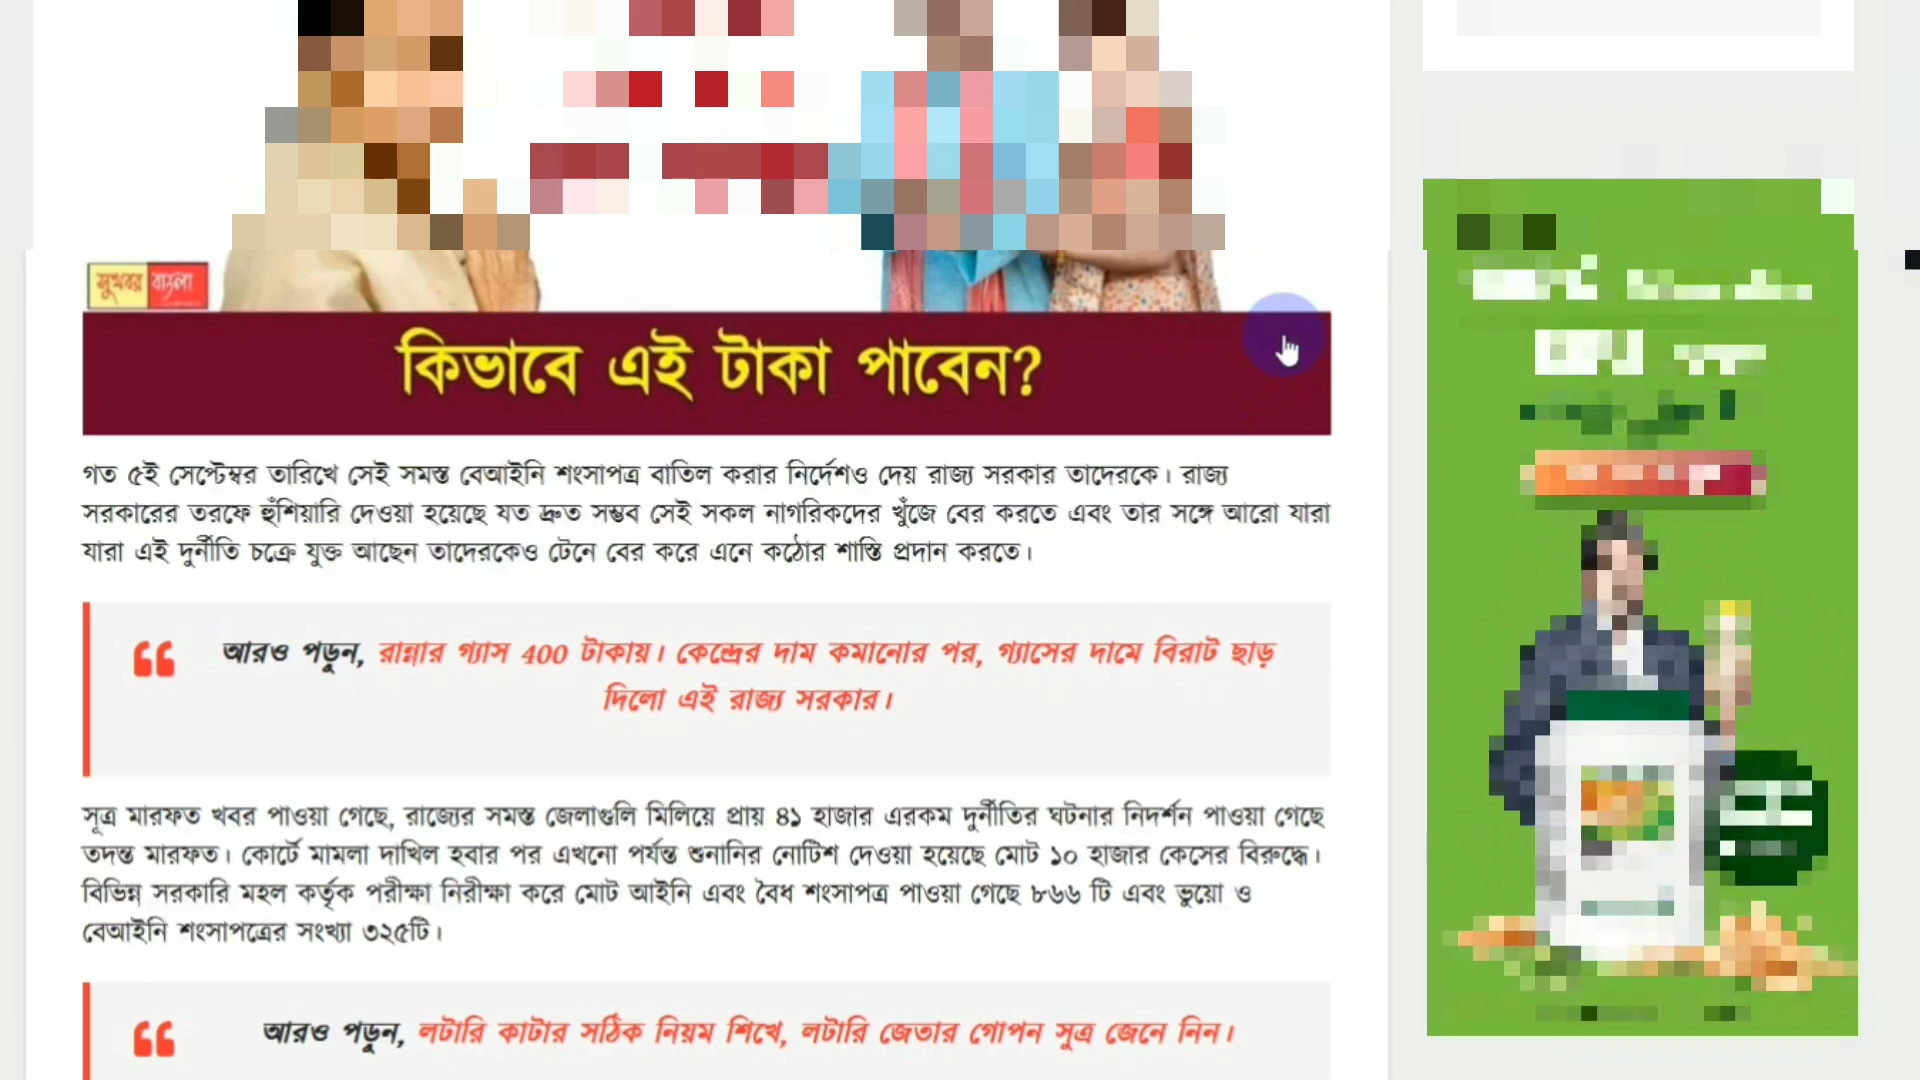 সুখবর বাংলা
কিভাবে এই টাকা পাবেন?
গত ৫ই সেপ্টেম্বর তারিখে সেই সমস্ত বেআইনি শংসাপত্র বাতিল করার নির্দেশও দেয় রাজ্য সরকার তাদেরকে। রাজ্য
সরকারের তরফে হুঁশিয়ারি দেওয়া হয়েছে যত দ্রুত সম্ভব সেই সকল নাগরিকদের খুঁজে বের করতে এবং তার সঙ্গে আরো যারা
যারা এই দুর্নীতি চক্রে যুক্ত আছেন তাদেরকেও টেনে বের করে এনে কঠোর শাস্তি প্রদান করতে।
আরও পড়ুন, রান্নার গ্যাস 400 টাকায়। কেন্দ্রের দাম কমানোর পর, গ্যাসের দামে বিরাট ছাড়
দিলো এই রাজ্য সরকার।
সূত্র মারফত খবর পাওয়া গেছে, রাজ্যের সমস্ত জেলাগুলি মিলিয়ে প্রায় ৪১ হাজার এরকম দুর্নীতির ঘটনার নিদর্শন পাওয়া গেছে
তদন্ত মারফত। কোর্টে মামলা দাখিল হবার পর এখনো পর্যন্ত শুনানির নোটিশ দেওয়া হয়েছে মোট ১০ হাজার কেসের বিরুদ্ধে।
বিভিন্ন সরকারি মহল কর্তৃক পরীক্ষা নিরীক্ষা করে মোট আইনি এবং বৈধ শংসাপত্র পাওয়া গেছে ৮৬৬ টি এবং ভুয়ো ও
বেআইনি শংসাপত্রের সংখ্যা ৩২৫টি।
আরও পড়ুন, লটারি কাটার সঠিক নিয়ম শিখে, লটারি জেতার গোপন সুত্র জেনে নিন।